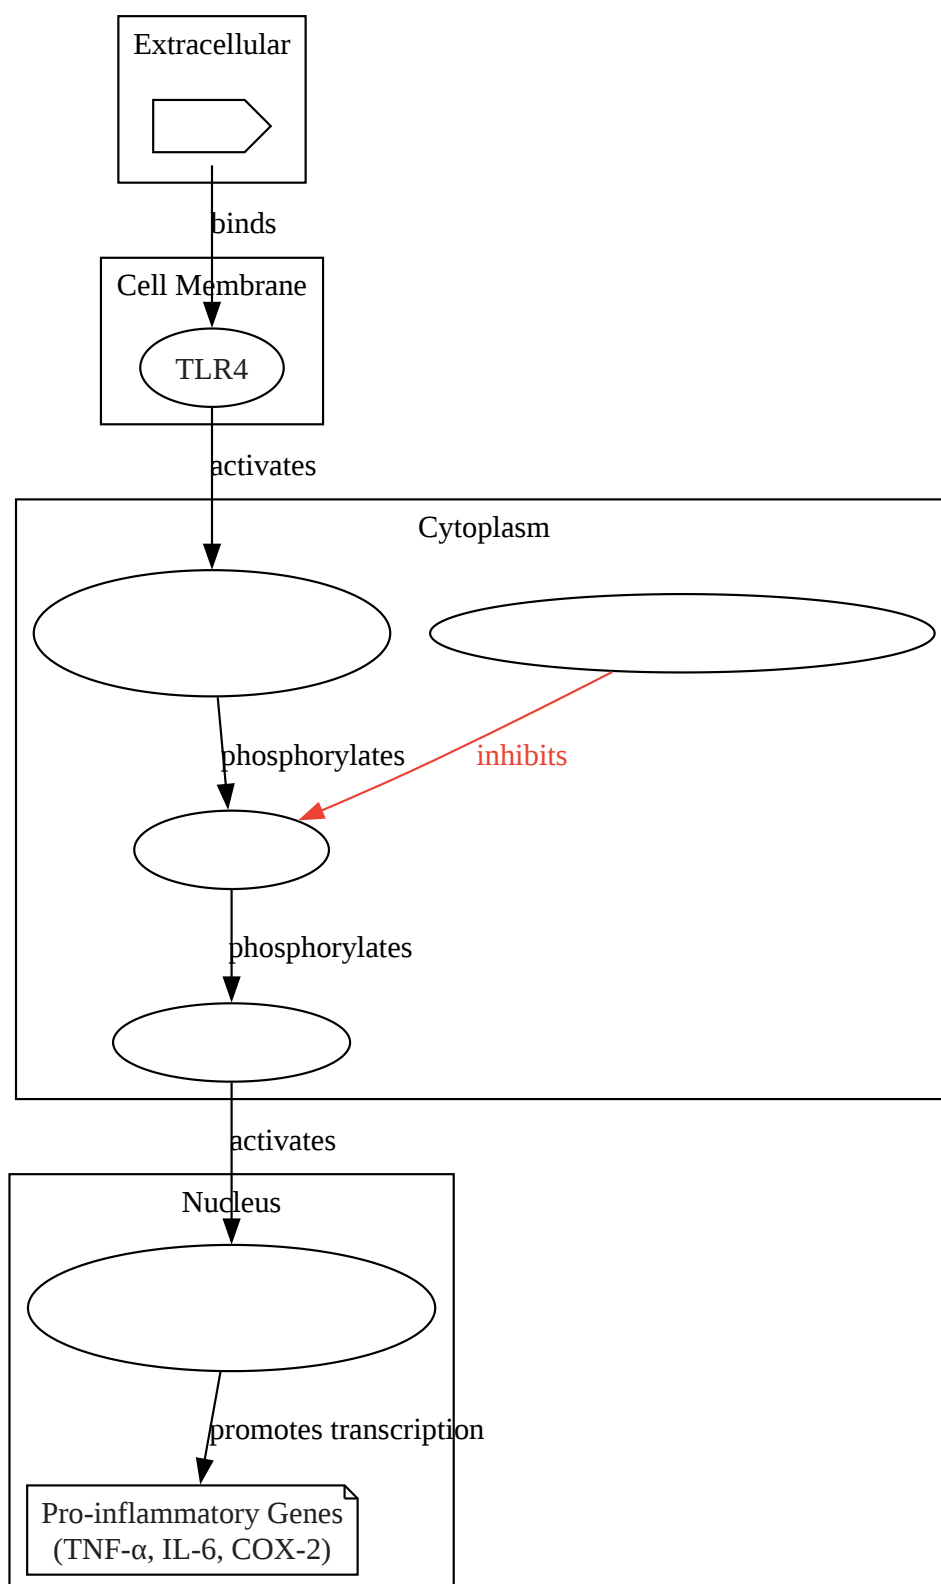 Extracellular
binds
Cell Membrane
TLR4
activates
Cytoplasm
phosphorylates
inhibits
phosphorylates
activates
Nucleus
promotes transcription
Pro-inflammatory Genes
(TNF-α, IL-6, COX-2)